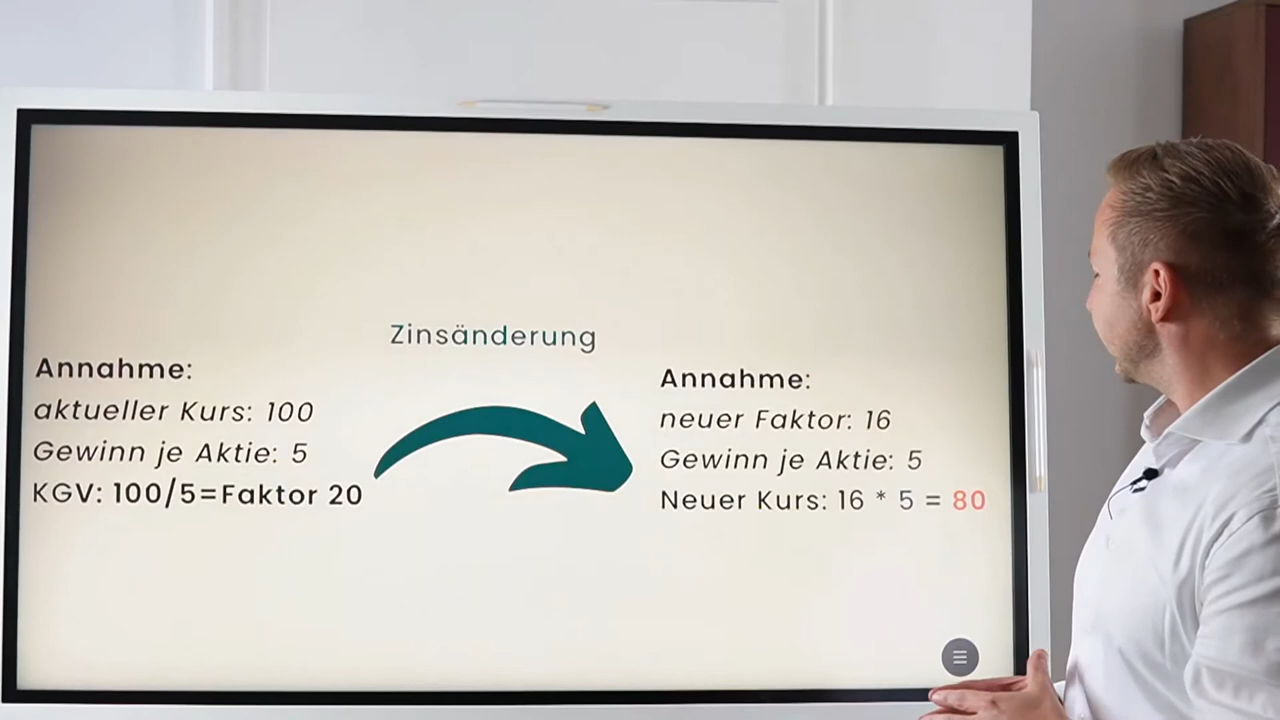 Zinsänderung
Annahme:
aktueller Kurs: 100
Gewinn je Aktie: 5
KGV: 100/5=Faktor 20
Annahme:
neuer Faktor: 16
Gewinn je Aktie: 5
Neuer Kurs: 16 * 5 = 80